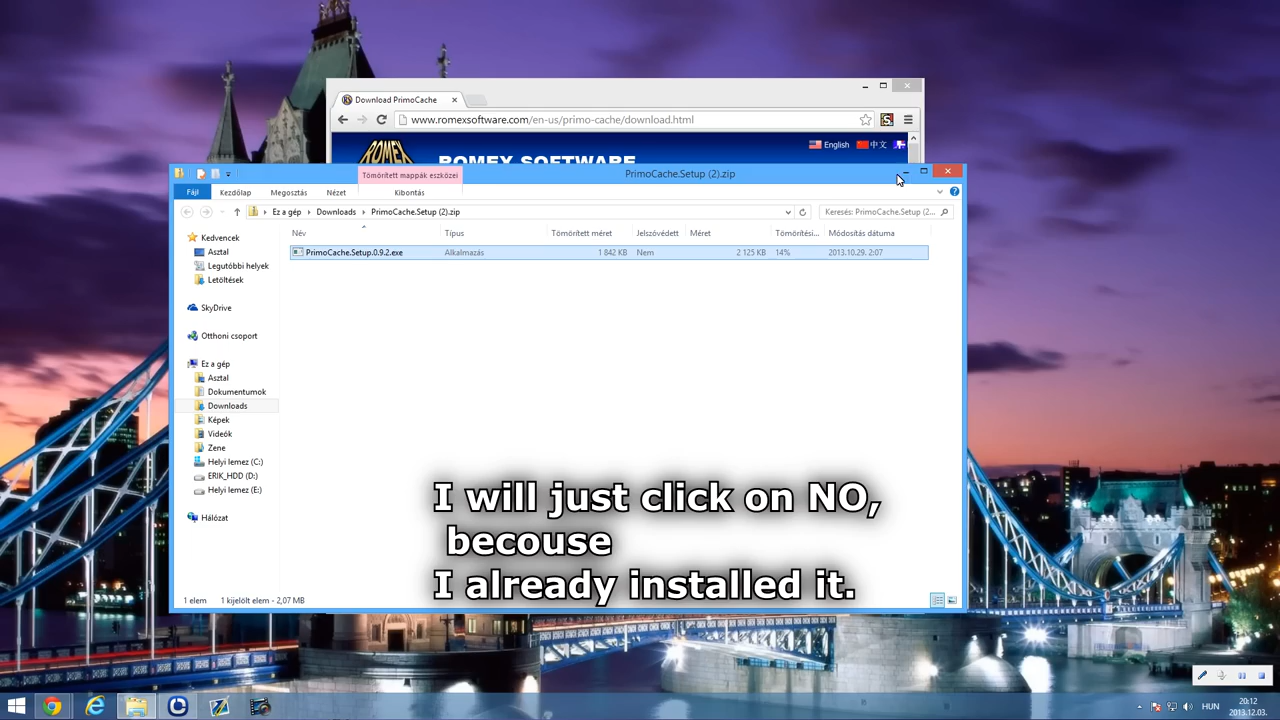 Download PrimoCache
www.romexsoftware.com/en-us/primo-cache/download.html
ROMEX
ROMEX SOFTWARE
English
中文
Tömörített mappák eszközei
PrimoCache.Setup (2).zip
Fájl
Kezdőlap
Megosztás
Nézet
Kibontás
Ez a gép
Downloads
PrimoCache.Setup (2).zip
Keresés: PrimoCache.Setup (2...
Név
Típus
Tömörített méret
Jelszóvédett
Méret
Tömörítési...
Módosítás dátuma
PrimoCache.Setup.0.9.2.exe
Alkalmazás
1 842 KB
Nem
2 125 KB
14%
2013.10.29. 2:07
Kedvencek
Asztal
Legutóbbi helyek
Letöltések
SkyDrive
Otthoni csoport
Ez a gép
Asztal
Dokumentumok
Downloads
Képek
Videók
Zene
Helyi lemez (C:)
ERIK_HDD (D:)
Helyi lemez (E:)
Hálózat
I will just click on NO,
becouse
I already installed it.
1 elem
1 kijelölt elem - 2,07 MB
HUN
20:12
2013.12.03.